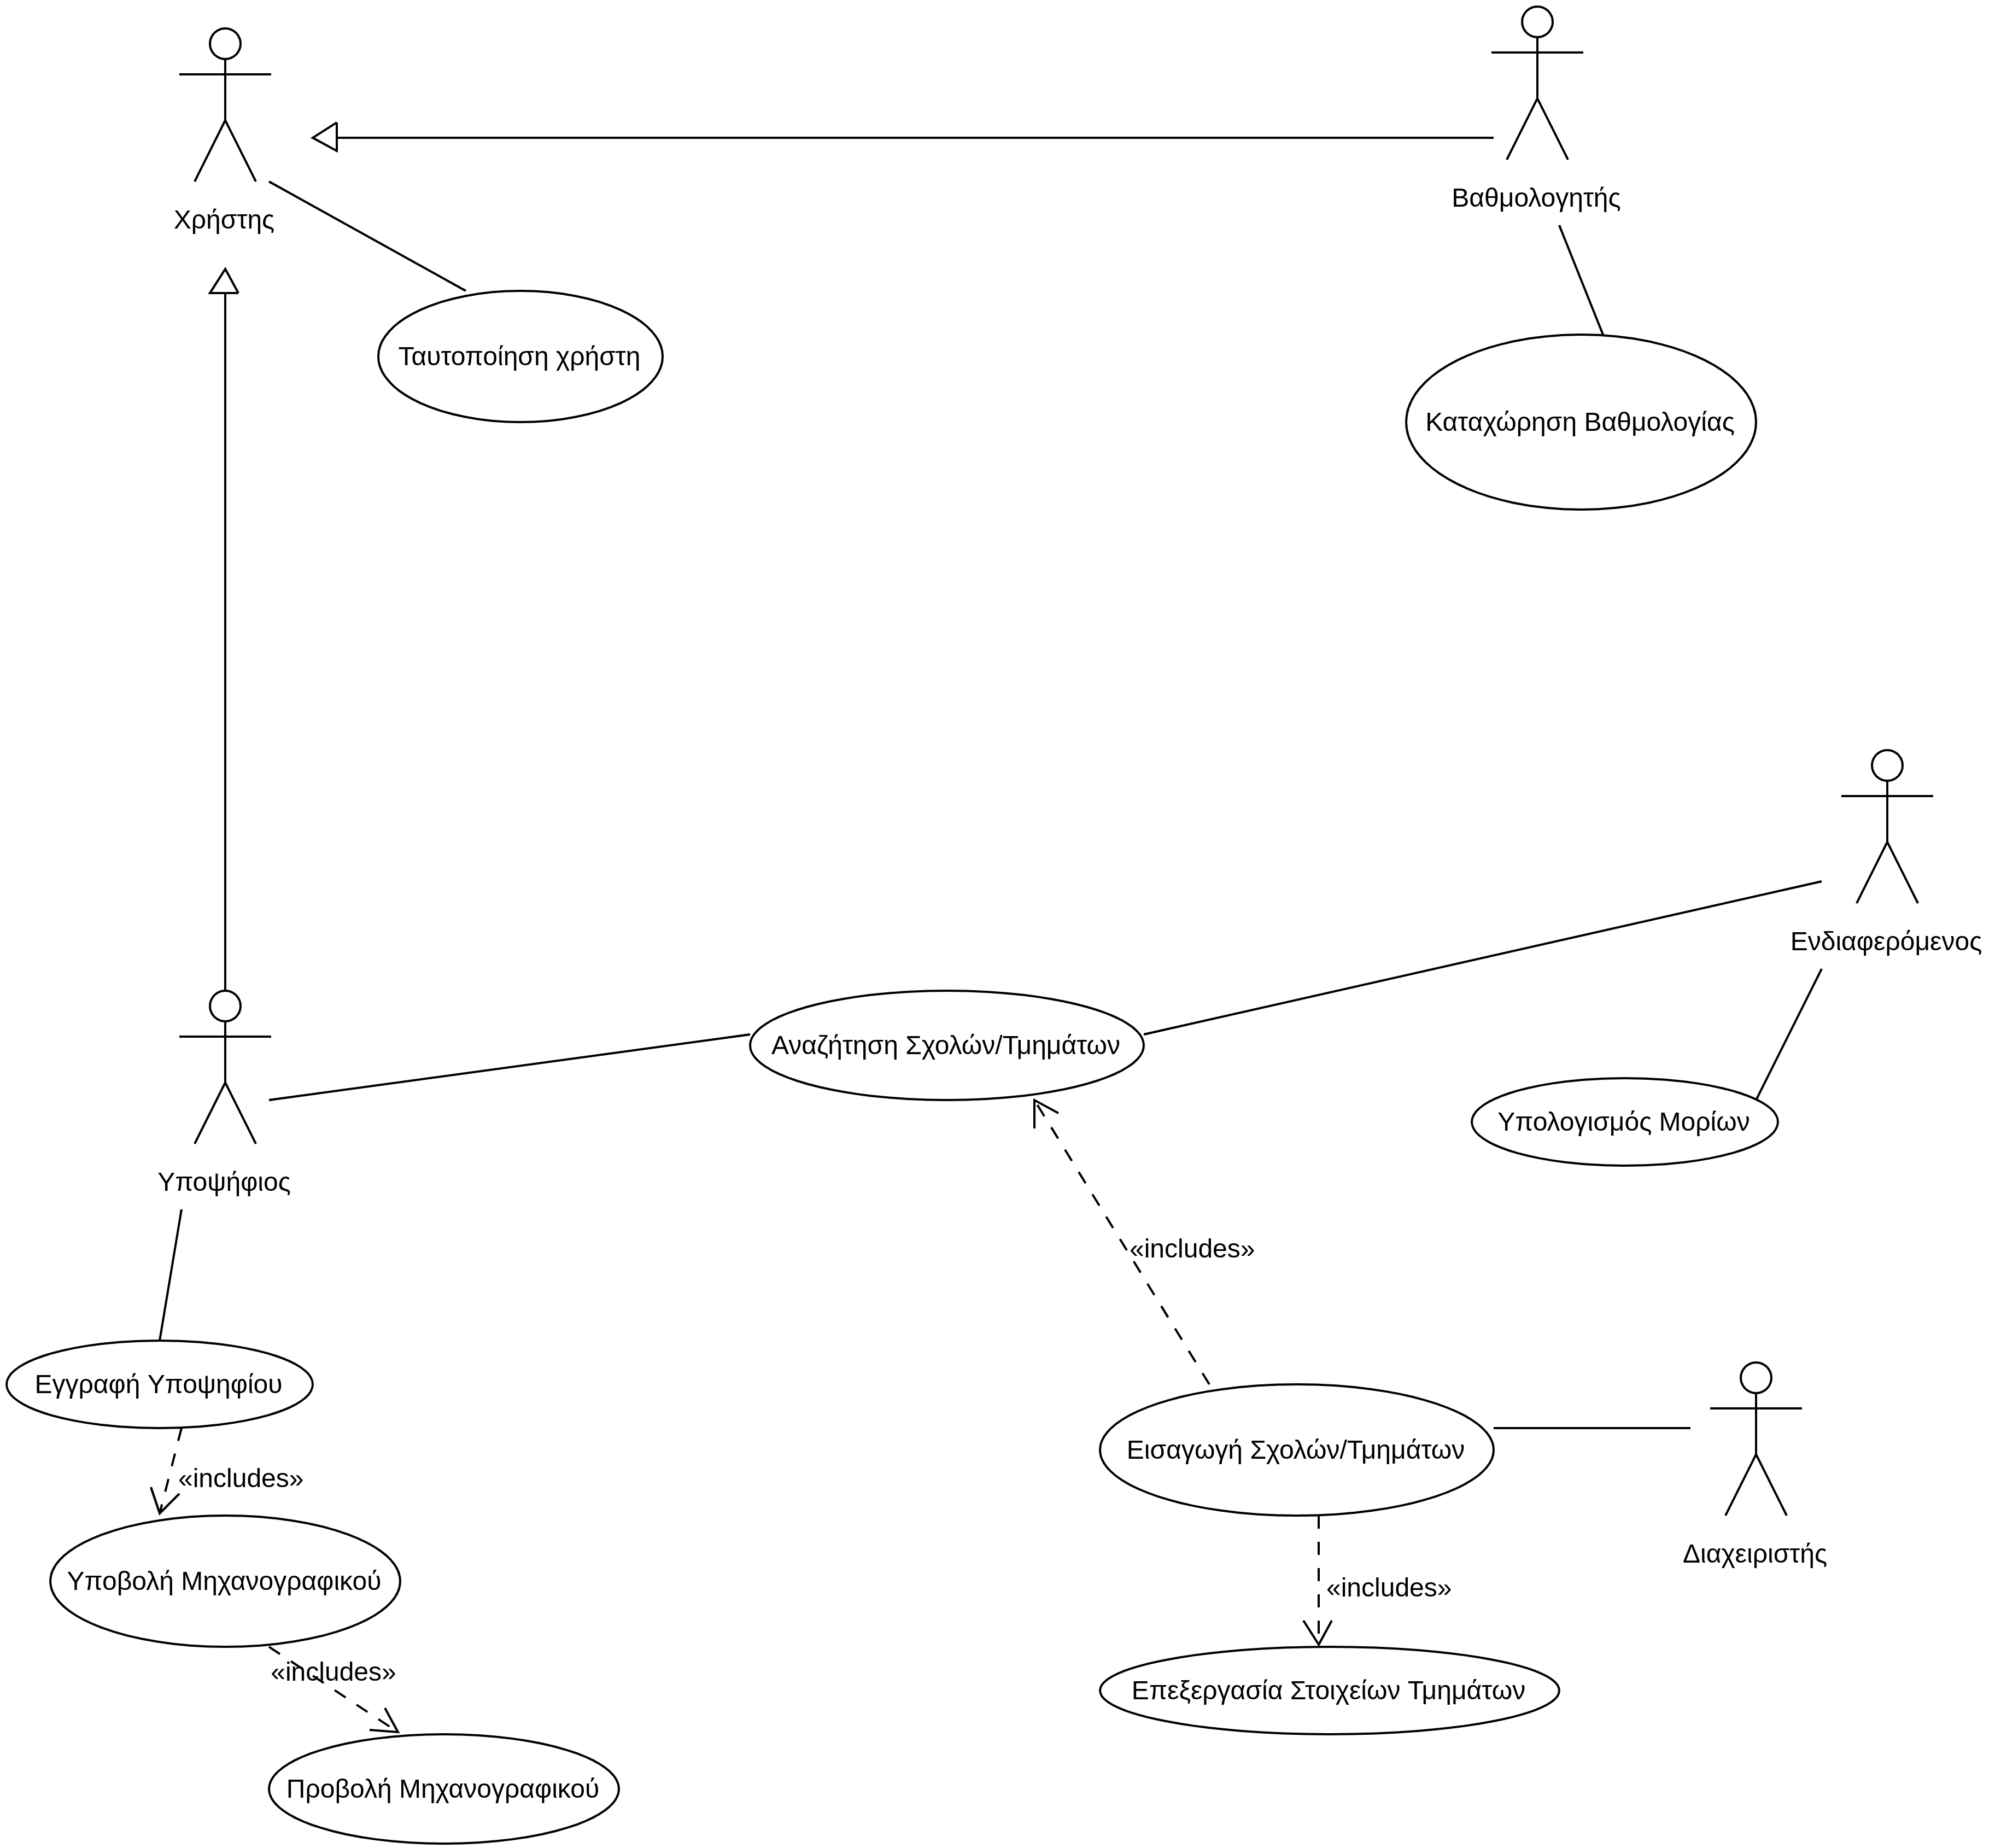 Βαθμολογητής
Χρήστης
Ταυτοποίηση χρήστη
Καταχώρηση Βαθμολογίας
Ενδιαφερόμενος
Αναζήτηση Σχολών/Τμημάτων
Υπολογισμός Μορίων
Υποψήφιος
«includes»
Εγγραφή Υποψηφίου
Εισαγωγή Σχολών/Τμημάτων
«includes»
Διαχειριστής
Υποβολή Μηχανογραφικού
«includes»
«includes»
Επεξεργασία Στοιχείων Τμημάτων
Προβολή Μηχανογραφικού